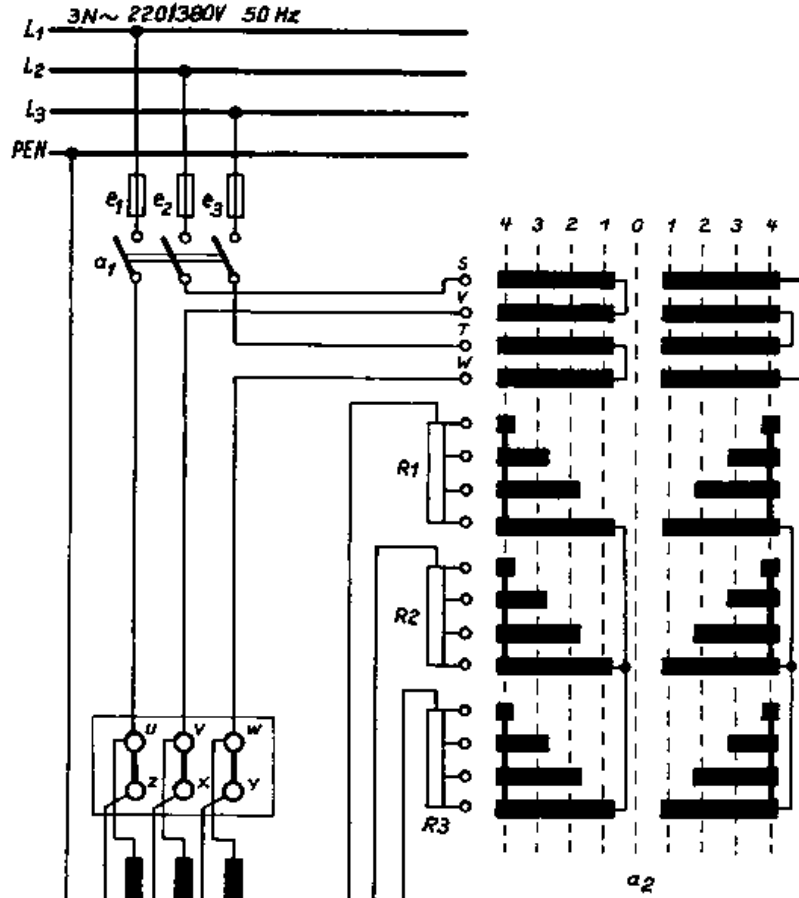 3N~ 220/380V 50 Hz
L1
L2
L3
PEN
e1 e2 e3
a1
4 3 2 1 0 1 2 3 4
S
V
T
W
R1
R2
R3
U V W
Z X Y
a2